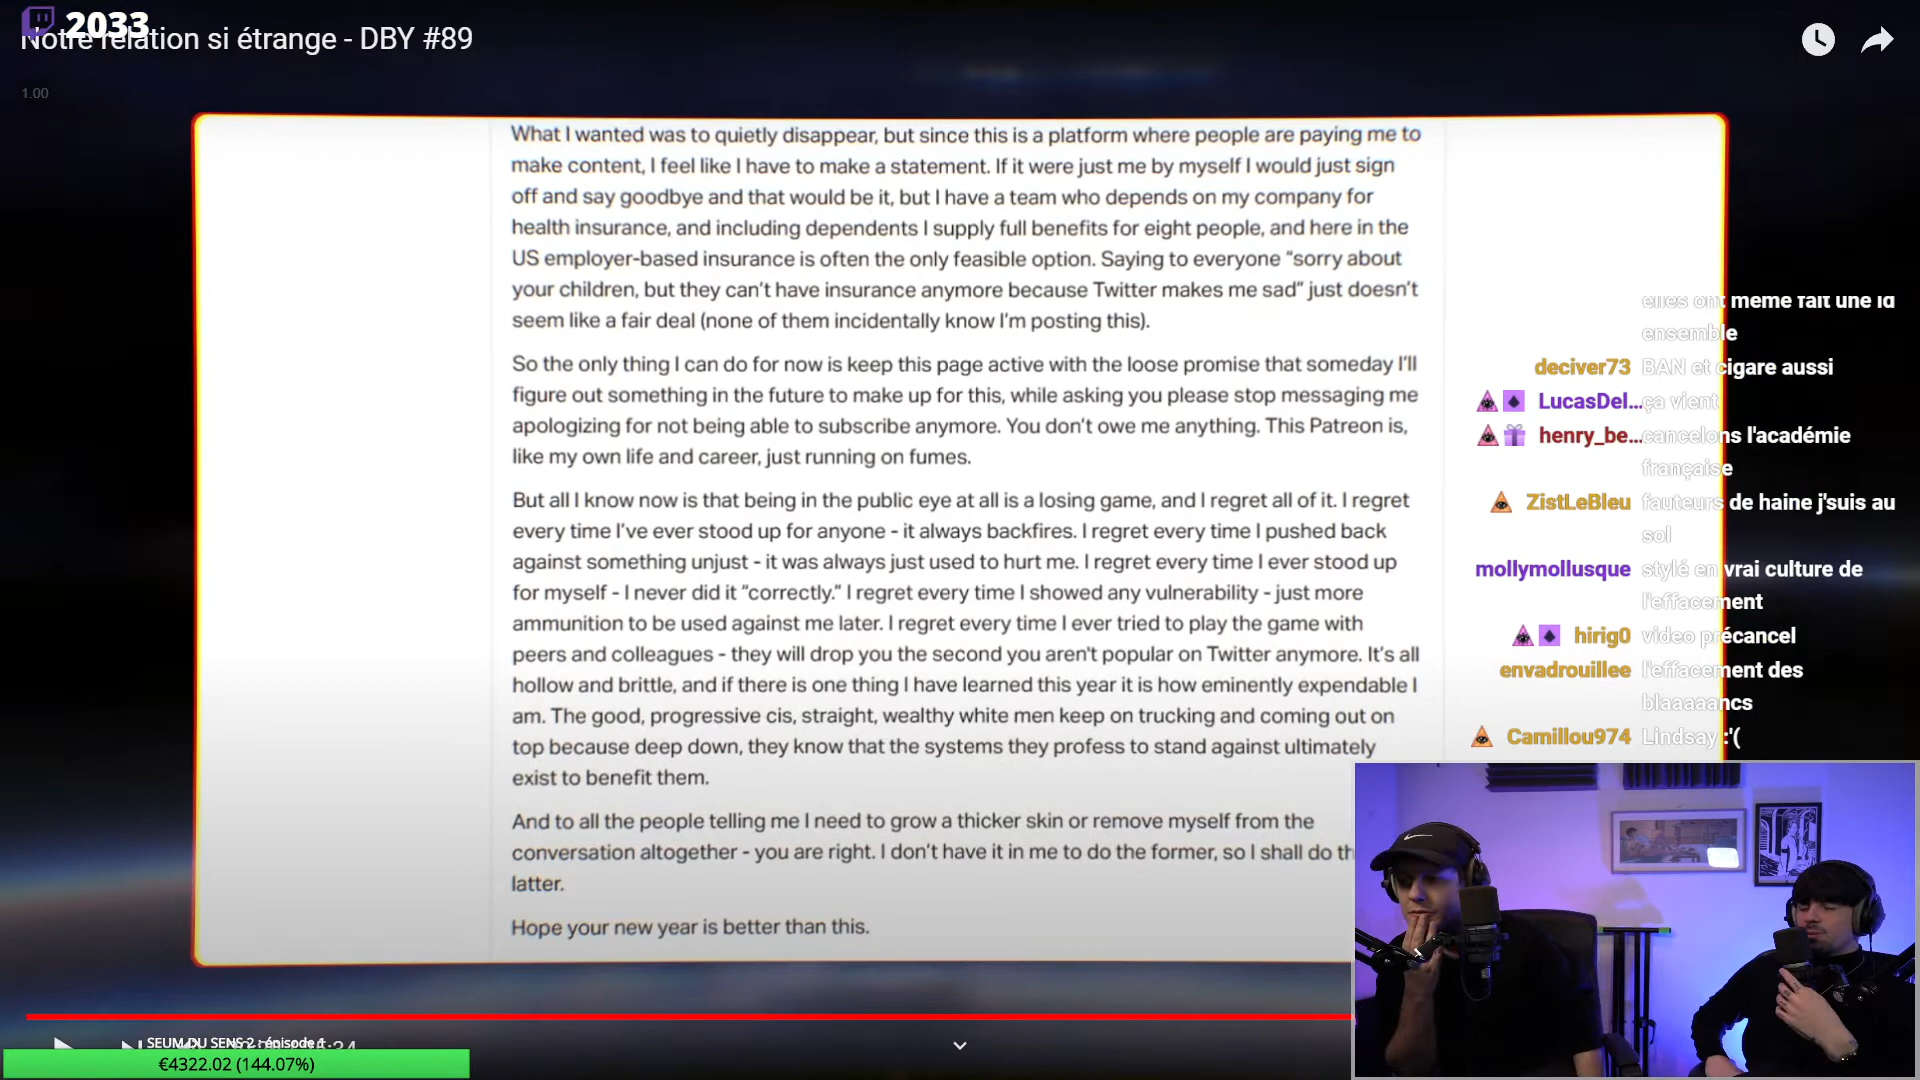 2033
Notre relation si étrange - DBY #89
1.00
What I wanted was to quietly disappear, but since this is a platform where people are paying me to
make content, I feel like I have to make a statement. If it were just me by myself I would just sign
off and say goodbye and that would be it, but I have a team who depends on my company for
health insurance, and including dependents I supply full benefits for eight people, and here in the
US employer-based insurance is often the only feasible option. Saying to everyone “sorry about
your children, but they can’t have insurance anymore because Twitter makes me sad” just doesn’t
seem like a fair deal (none of them incidentally know I’m posting this).
So the only thing I can do for now is keep this page active with the loose promise that someday I’ll
figure out something in the future to make up for this, while asking you please stop messaging me
apologizing for not being able to subscribe anymore. You don’t owe me anything. This Patreon is,
like my own life and career, just running on fumes.
But all I know now is that being in the public eye at all is a losing game, and I regret all of it. I regret
every time I’ve ever stood up for anyone - it always backfires. I regret every time I pushed back
against something unjust - it was always just used to hurt me. I regret every time I ever stood up
for myself - I never did it “correctly.” I regret every time I showed any vulnerability - just more
ammunition to be used against me later. I regret every time I ever tried to play the game with
peers and colleagues - they will drop you the second you aren't popular on Twitter anymore. It’s all
hollow and brittle, and if there is one thing I have learned this year it is how eminently expendable I
am. The good, progressive cis, straight, wealthy white men keep on trucking and coming out on
top because deep down, they know that the systems they profess to stand against ultimately
exist to benefit them.
And to all the people telling me I need to grow a thicker skin or remove myself from the
conversation altogether - you are right. I don’t have it in me to do the former, so I shall do th
latter.
Hope your new year is better than this.
elles ont meme fait une id
ensemble
deciver73 BAN et cigare aussi
LucasDel... ça vient
henry_be... cancelons l'académie
française
ZistLeBleu fauteurs de haine j'suis au
sol
mollymollusque stylé en vrai culture de
l'effacement
hirig0 video précancel
envadrouillee l'effacement des
blaaaaancs
Camillou974 Lindsay :'(
SEUM DU SENS 2 : épisode 1
€4322.02 (144.07%)